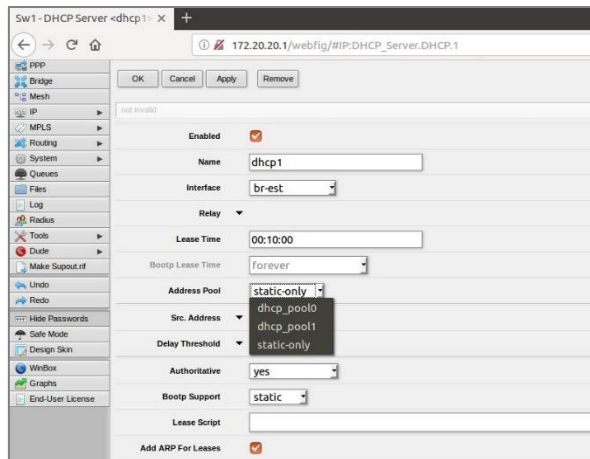 Sw1 - DHCP Server <dhcp1>
172.20.20.1/webfig/#IP:DHCP_Server.DHCP.1
PPP
Bridge
Mesh
IP
MPLS
Routing
System
Queues
Files
Log
Radius
Tools
Dude
Make Supout.rif
Undo
Redo
Hide Passwords
Safe Mode
Design Skin
WinBox
Graphs
End-User License
OK Cancel Apply Remove
not invalid
Enabled
Name dhcp1
Interface br-est
Relay
Lease Time 00:10:00
Bootp Lease Time forever
Address Pool static-only
dhcp_pool0
dhcp_pool1
static-only
Src. Address
Delay Threshold
Authoritative yes
Bootp Support static
Lease Script
Add ARP For Leases